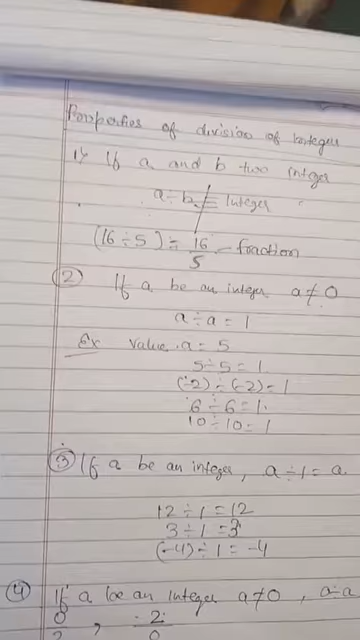 Properties of division of Integers
1) If a and b two integer
a ÷ b ≠ Integer
(16 ÷ 5) = 16/5 - fraction
(2) If a be an integer a ≠ 0
a ÷ a = 1
Ex value a = 5
5 ÷ 5 = 1
(-2) ÷ (-2) = 1
6 ÷ 6 = 1
10 ÷ 10 = 1
(3) If a be an integer, a ÷ 1 = a
12 ÷ 1 = 12
3 ÷ 1 = 3
(-4) ÷ 1 = -4
(4) If a be an Integer a ≠ 0, a ÷ a
0 , -2
0